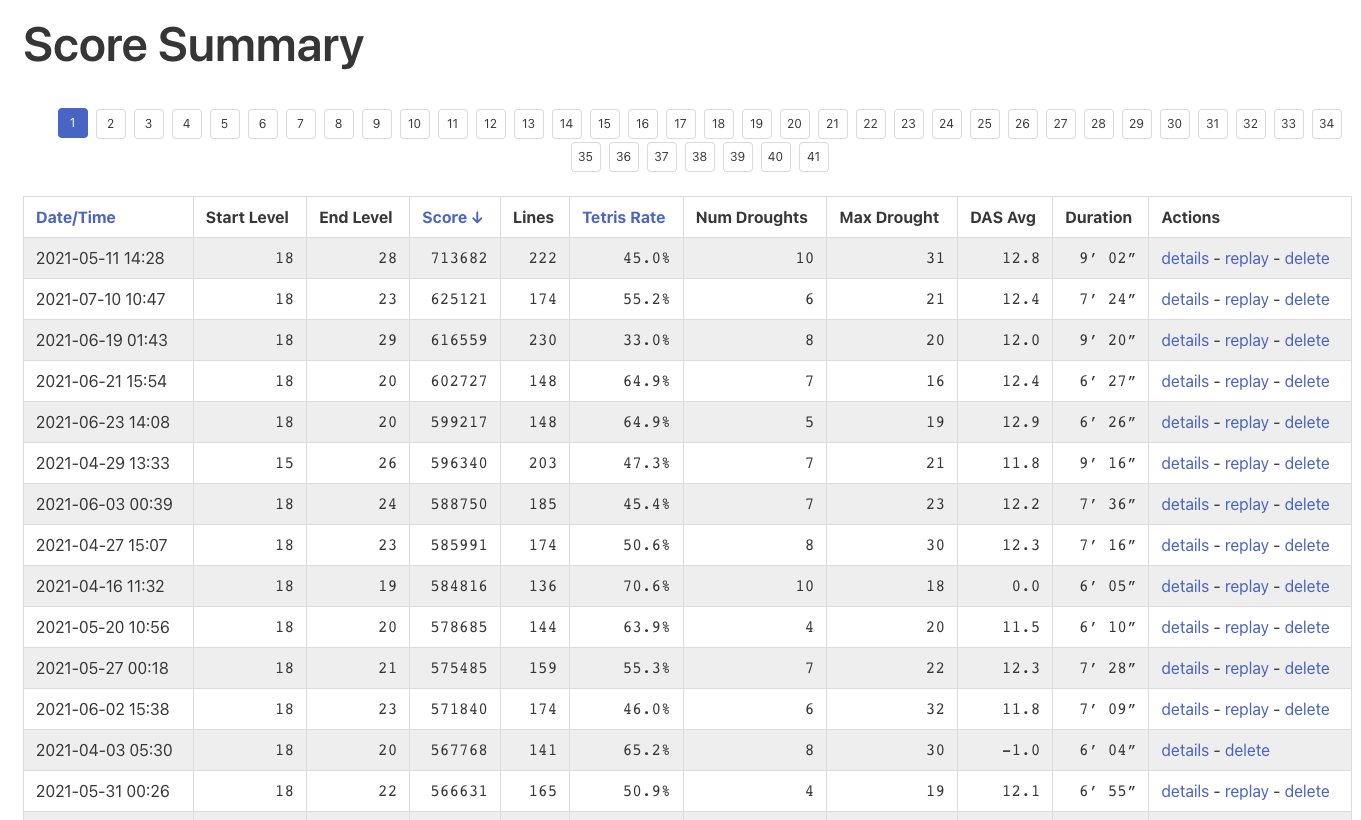 Score Summary
1 2 3 4 5 6 7 8 9 10 11 12 13 14 15 16 17 18 19 20 21 22 23 24 25 26 27 28 29 30 31 32 33 34
35 36 37 38 39 40 41
Date/Time Start Level End Level Score ↓ Lines Tetris Rate Num Droughts Max Drought DAS Avg Duration Actions
2021-05-11 14:28 18 28 713682 222 45.0% 10 31 12.8 9′ 02″ details - replay - delete
2021-07-10 10:47 18 23 625121 174 55.2% 6 21 12.4 7′ 24″ details - replay - delete
2021-06-19 01:43 18 29 616559 230 33.0% 8 20 12.0 9′ 20″ details - replay - delete
2021-06-21 15:54 18 20 602727 148 64.9% 7 16 12.4 6′ 27″ details - replay - delete
2021-06-23 14:08 18 20 599217 148 64.9% 5 19 12.9 6′ 26″ details - replay - delete
2021-04-29 13:33 15 26 596340 203 47.3% 7 21 11.8 9′ 16″ details - replay - delete
2021-06-03 00:39 18 24 588750 185 45.4% 7 23 12.2 7′ 36″ details - replay - delete
2021-04-27 15:07 18 23 585991 174 50.6% 8 30 12.3 7′ 16″ details - replay - delete
2021-04-16 11:32 18 19 584816 136 70.6% 10 18 0.0 6′ 05″ details - replay - delete
2021-05-20 10:56 18 20 578685 144 63.9% 4 20 11.5 6′ 10″ details - replay - delete
2021-05-27 00:18 18 21 575485 159 55.3% 7 22 12.3 7′ 28″ details - replay - delete
2021-06-02 15:38 18 23 571840 174 46.0% 6 32 11.8 7′ 09″ details - replay - delete
2021-04-03 05:30 18 20 567768 141 65.2% 8 30 -1.0 6′ 04″ details - delete
2021-05-31 00:26 18 22 566631 165 50.9% 4 19 12.1 6′ 55″ details - replay - delete